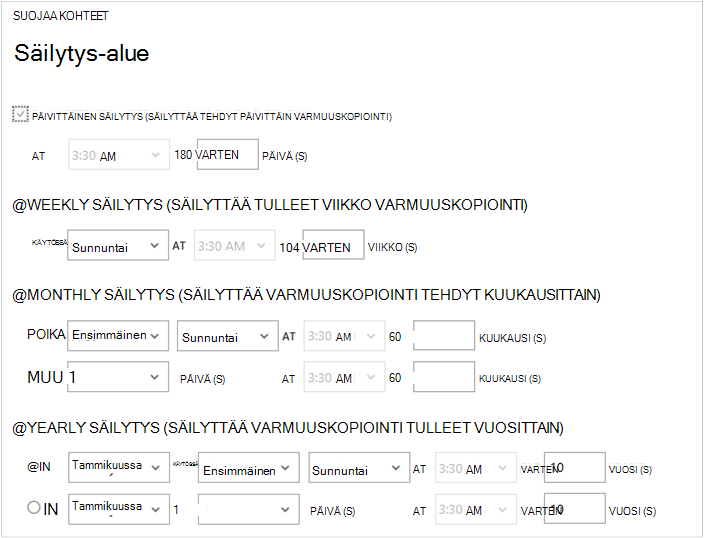 SUOJAA KOHTEET
Säilytys-alue
PÄIVITTÄINEN SÄILYTYS (SÄILYTTÄÄ TEHDYT PÄIVITTÄIN VARMUUSKOPIOINTI)
AT 3:30 AM 180 VARTEN PÄIVÄ (S)
@WEEKLY SÄILYTYS (SÄILYTTÄÄ TULLEET VIIKKO VARMUUSKOPIOINTI)
KÄYTÖSSÄ Sunnuntai AT 3:30 AM 104 VARTEN VIIKKO (S)
@MONTHLY SÄILYTYS (SÄILYTTÄÄ VARMUUSKOPIOINTI TEHDYT KUUKAUSITTAIN)
POIKA Ensimmäinen Sunnuntai AT 3:30 AM 60 KUUKAUSI (S)
MUU 1 PÄIVÄ (S) AT 3:30 AM 60 KUUKAUSI (S)
@YEARLY SÄILYTYS (SÄILYTTÄÄ VARMUUSKOPIOINTI TULLEET VUOSITTAIN)
@IN Tammikuussa KÄYTÖSSÄ Ensimmäinen Sunnuntai AT 3:30 AM VARTEN 10 VUOSI (S)
IN Tammikuussa 1 PÄIVÄ (S) AT 3:30 AM VARTEN 10 VUOSI (S)